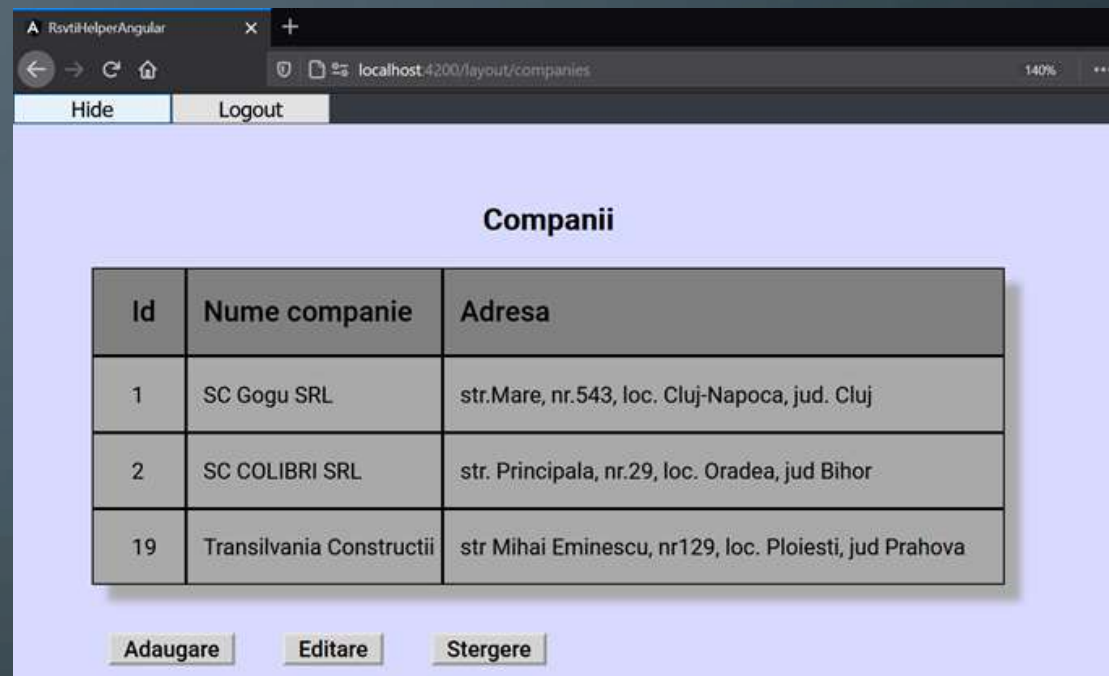 RsvtiHelperAngular
localhost:4200/layout/companies 140%
Hide Logout
Companii
Id Nume companie Adresa
1 SC Gogu SRL str.Mare, nr.543, loc. Cluj-Napoca, jud. Cluj
2 SC COLIBRI SRL str. Principala, nr.29, loc. Oradea, jud Bihor
19 Transilvania Constructii str Mihai Eminescu, nr129, loc. Ploiesti, jud Prahova
Adaugare Editare Stergere